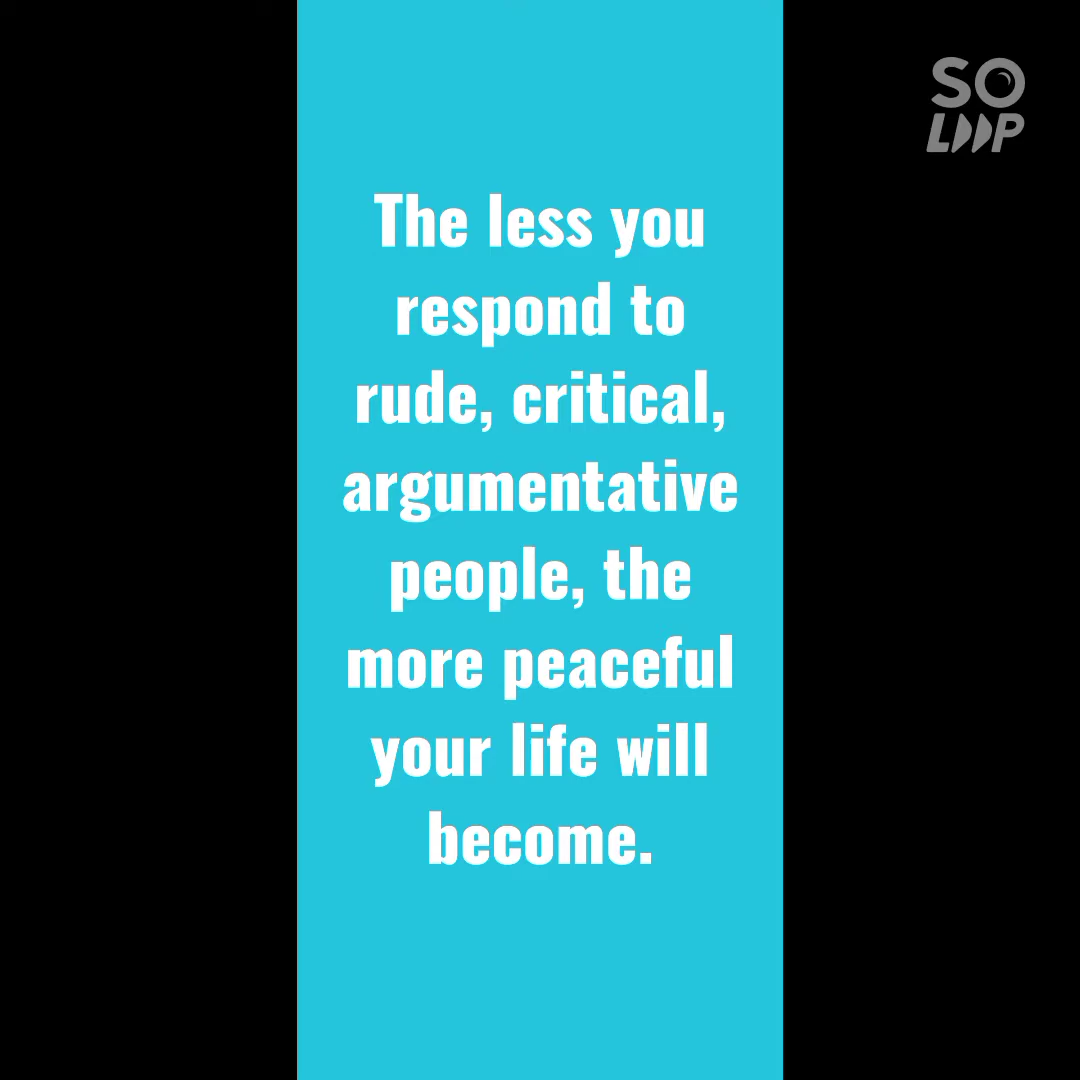 The less you
respond to
rude, critical,
argumentative
people, the
more peaceful
your life will
become.
SO
LOOP